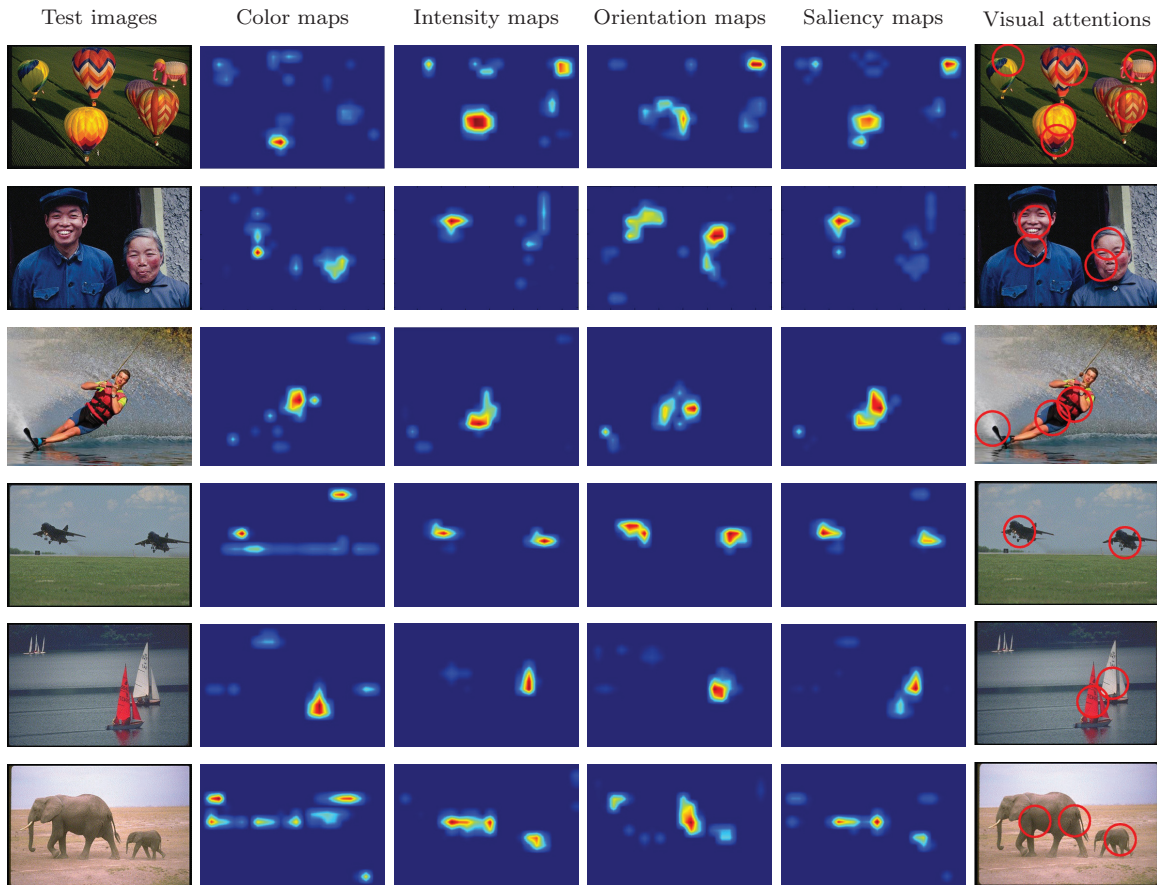 Test images
Color maps
Intensity maps
Orientation maps
Saliency maps
Visual attentions